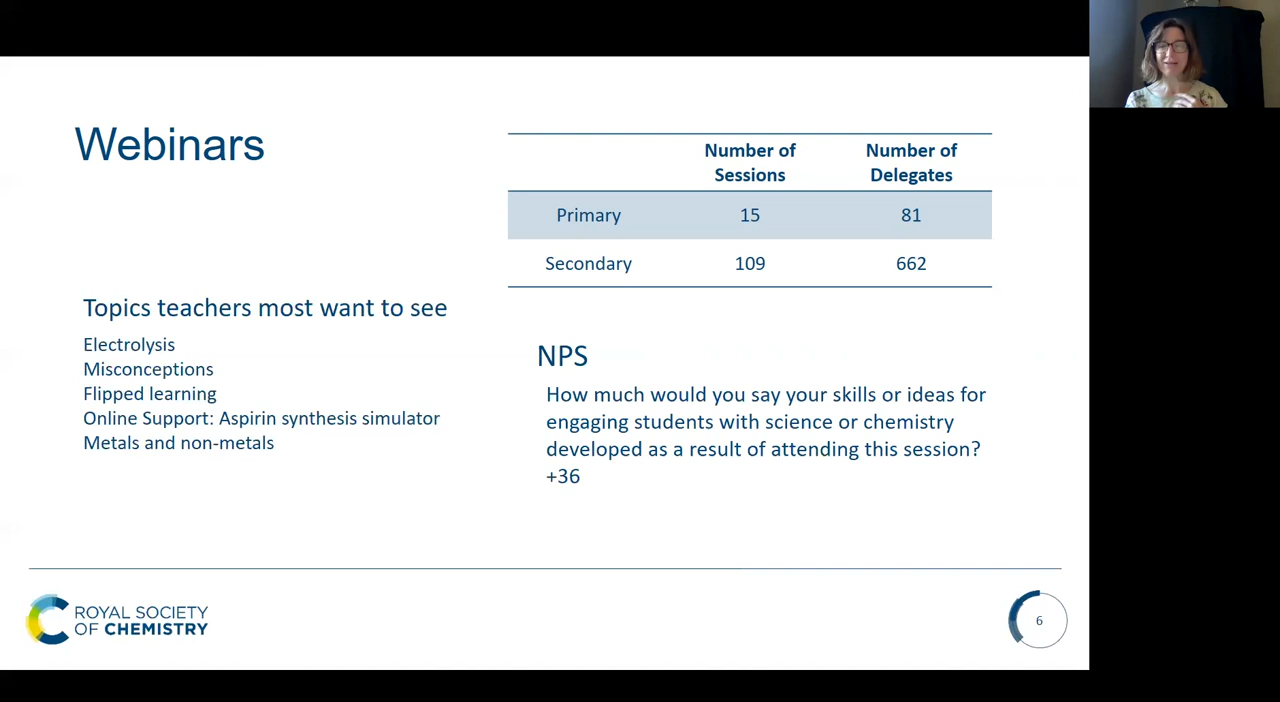 Webinars
Number of Sessions Number of Delegates
Primary 15 81
Secondary 109 662
Topics teachers most want to see
Electrolysis
Misconceptions
Flipped learning
Online Support: Aspirin synthesis simulator
Metals and non-metals
NPS
How much would you say your skills or ideas for
engaging students with science or chemistry
developed as a result of attending this session?
+36
ROYAL SOCIETY
OF CHEMISTRY
6